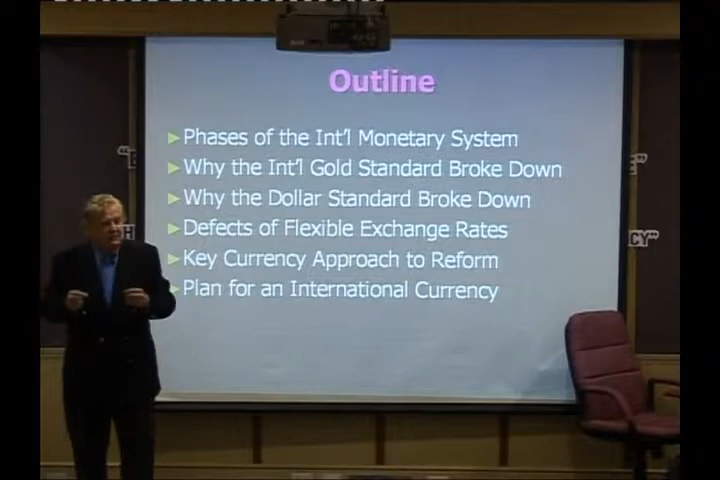 Outline
Phases of the Int'l Monetary System
Why the Int'l Gold Standard Broke Down
Why the Dollar Standard Broke Down
Defects of Flexible Exchange Rates
Key Currency Approach to Reform
Plan for an International Currency